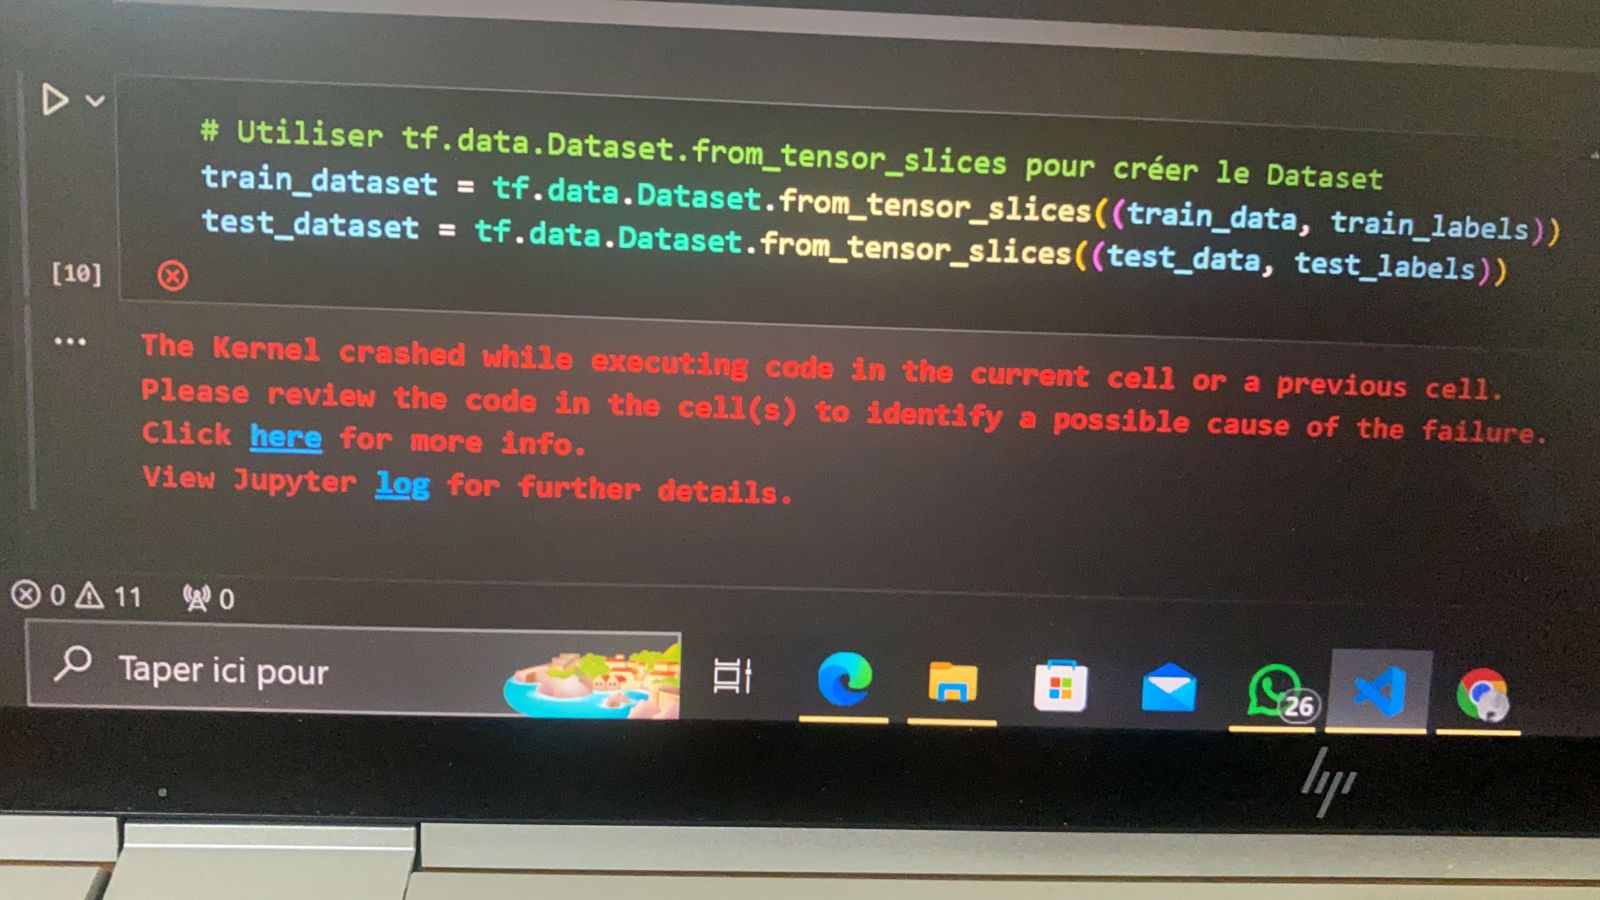 # Utiliser tf.data.Dataset.from_tensor_slices pour créer le Dataset
train_dataset = tf.data.Dataset.from_tensor_slices((train_data, train_labels))
test_dataset = tf.data.Dataset.from_tensor_slices((test_data, test_labels))
[10]
...
The Kernel crashed while executing code in the current cell or a previous cell.
Please review the code in the cell(s) to identify a possible cause of the failure.
Click here for more info.
View Jupyter log for further details.
0 11 0
Taper ici pour
26
hp